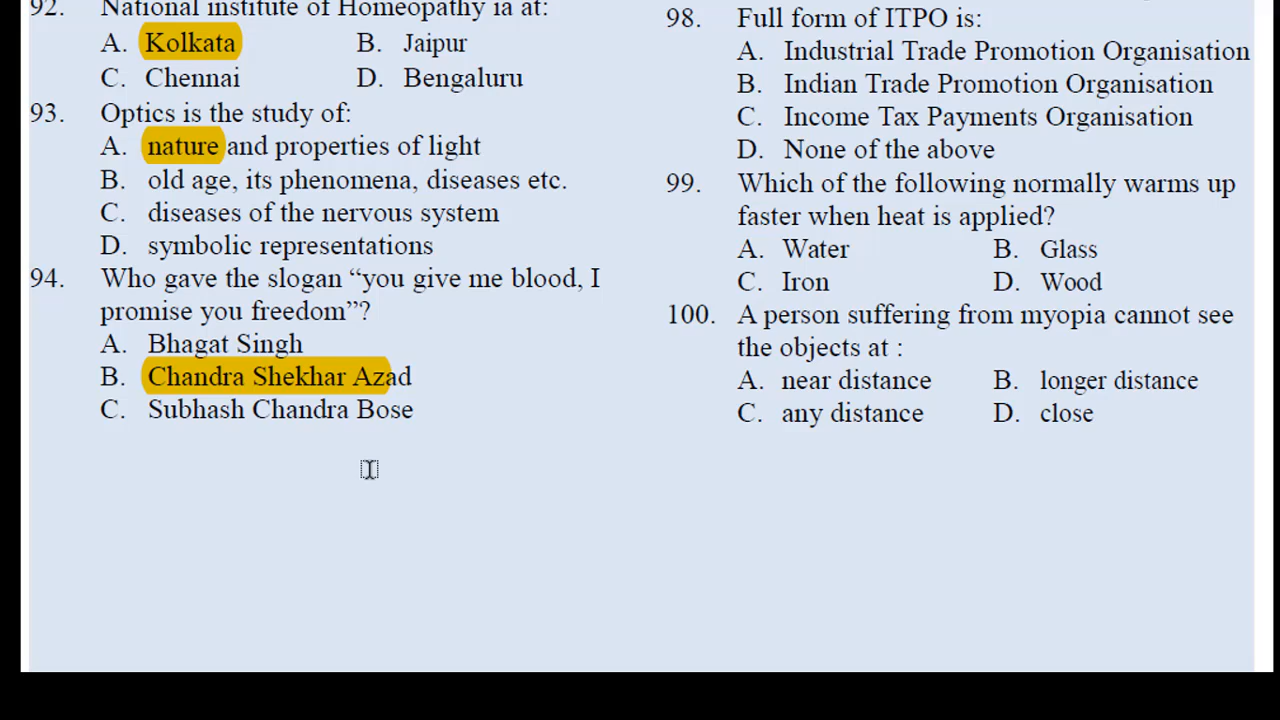 92. National institute of Homeopathy ia at:
A. Kolkata B. Jaipur
C. Chennai D. Bengaluru
93. Optics is the study of:
A. nature and properties of light
B. old age, its phenomena, diseases etc.
C. diseases of the nervous system
D. symbolic representations
94. Who gave the slogan “you give me blood, I
promise you freedom”?
A. Bhagat Singh
B. Chandra Shekhar Azad
C. Subhash Chandra Bose
98. Full form of ITPO is:
A. Industrial Trade Promotion Organisation
B. Indian Trade Promotion Organisation
C. Income Tax Payments Organisation
D. None of the above
99. Which of the following normally warms up
faster when heat is applied?
A. Water B. Glass
C. Iron D. Wood
100. A person suffering from myopia cannot see
the objects at :
A. near distance B. longer distance
C. any distance D. close